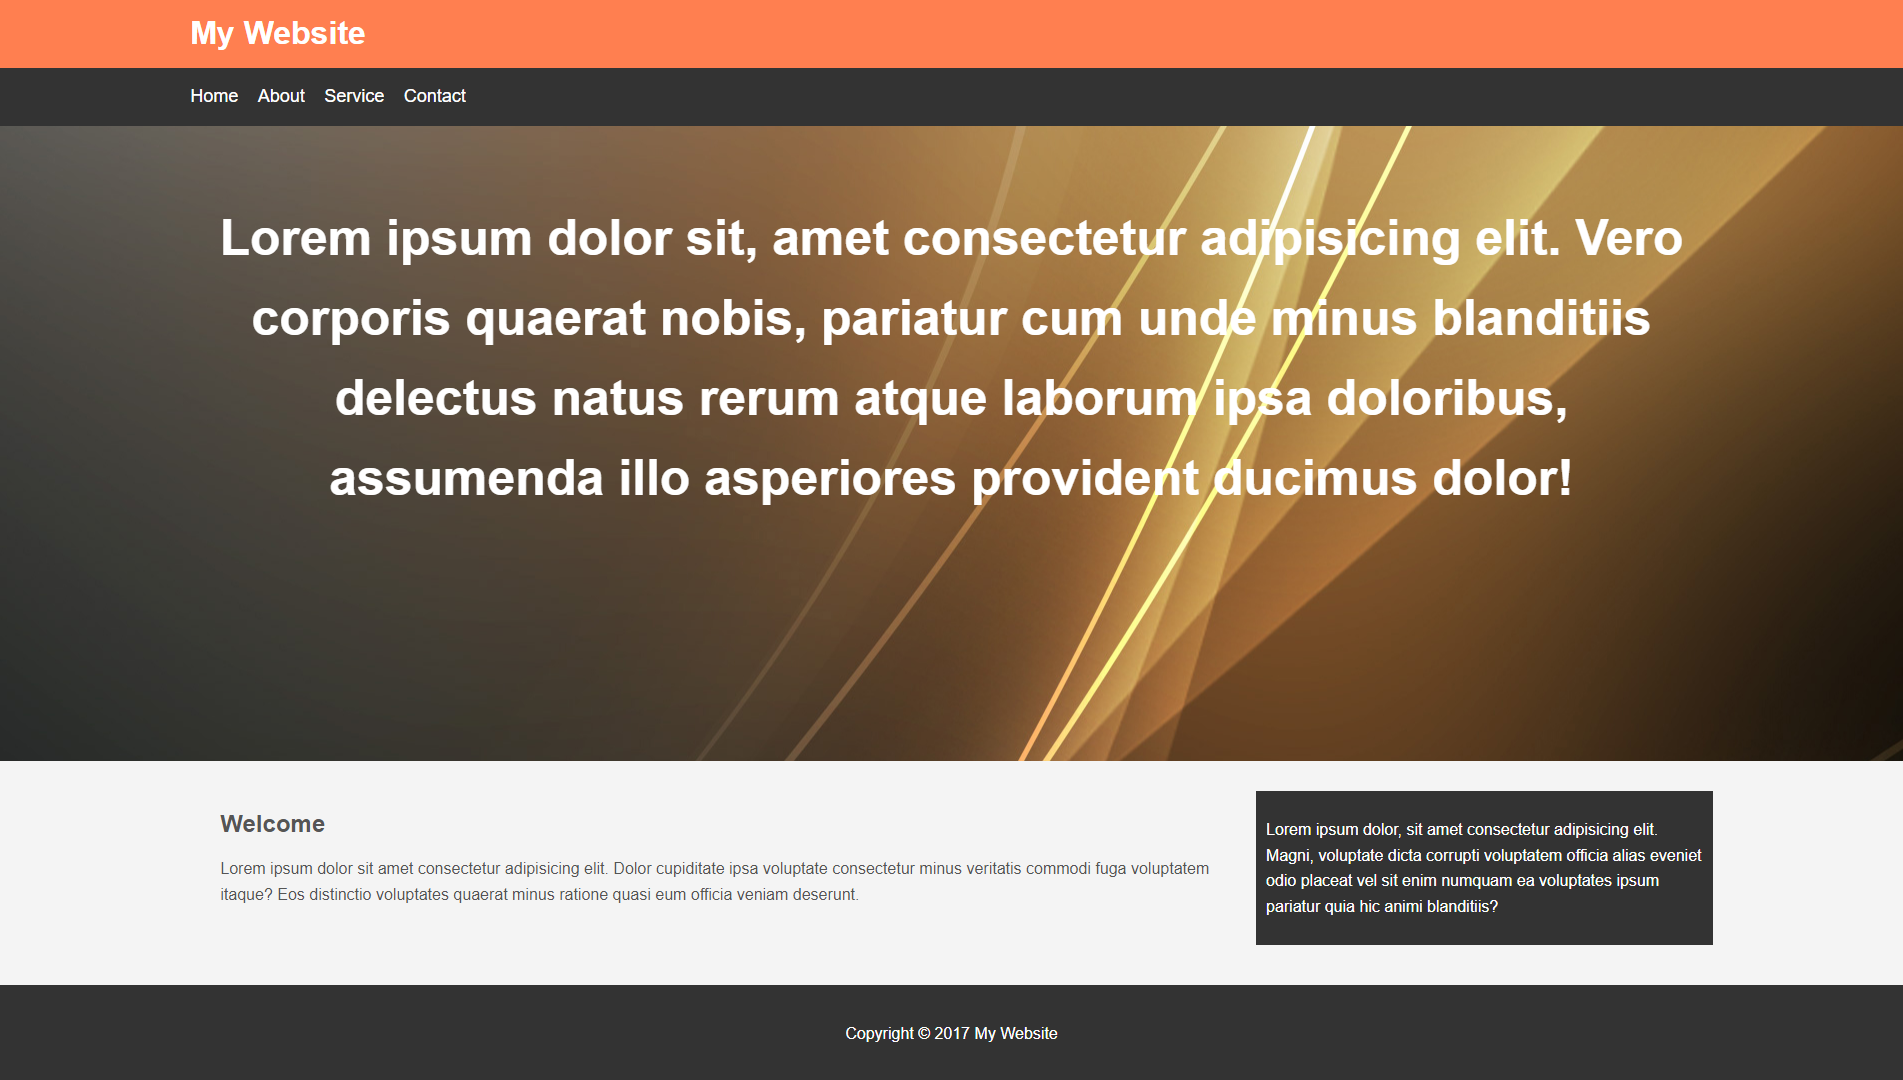 My Website
Home About Service Contact
Lorem ipsum dolor sit, amet consectetur adipisicing elit. Vero
corporis quaerat nobis, pariatur cum unde minus blanditiis
delectus natus rerum atque laborum ipsa doloribus,
assumenda illo asperiores provident ducimus dolor!
Welcome
Lorem ipsum dolor sit amet consectetur adipisicing elit. Dolor cupiditate ipsa voluptate consectetur minus veritatis commodi fuga voluptatem
itaque? Eos distinctio voluptates quaerat minus ratione quasi eum officia veniam deserunt.
Lorem ipsum dolor, sit amet consectetur adipisicing elit.
Magni, voluptate dicta corrupti voluptatem officia alias eveniet
odio placeat vel sit enim numquam ea voluptates ipsum
pariatur quia hic animi blanditiis?
Copyright © 2017 My Website